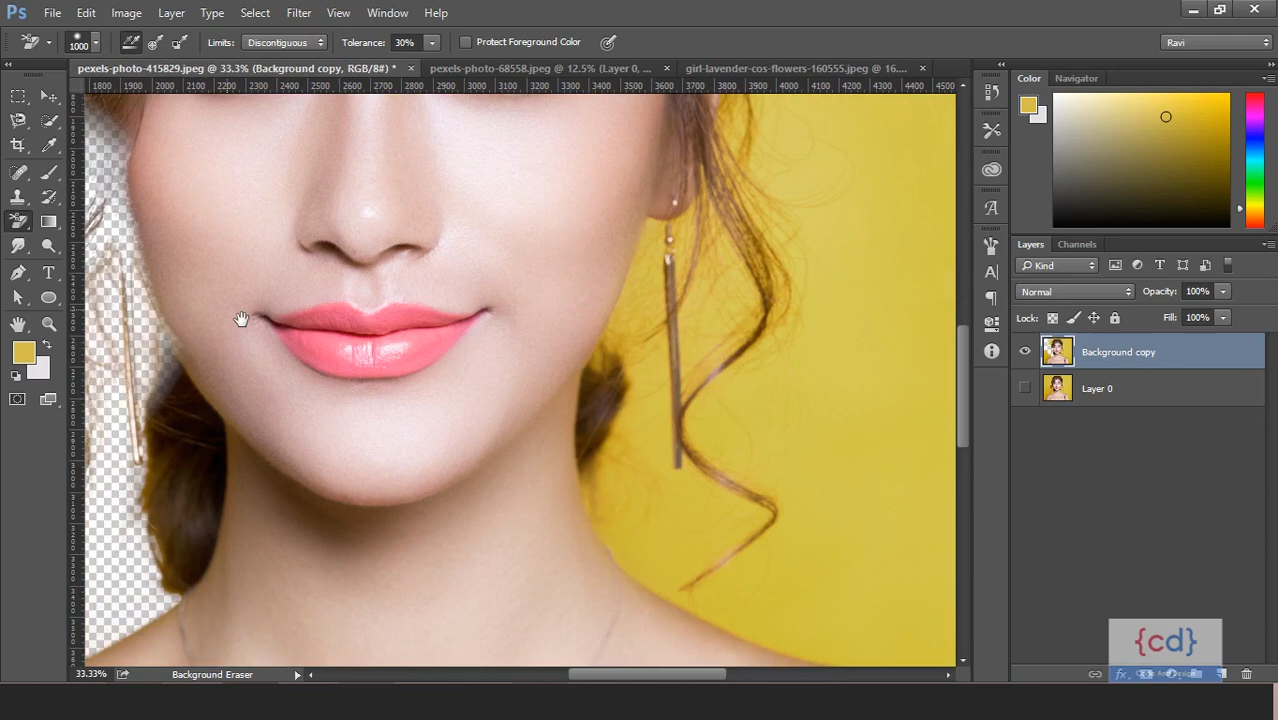 Ps File Edit Image Layer Type Select Filter View Window Help
1000 Limits: Discontiguous Tolerance: 30% Protect Foreground Color Ravi
pexels-photo-415829.jpeg @ 33.3% (Background copy, RGB/8#) * × pexels-photo-68558.jpeg @ 12.5% (Layer 0, ... × girl-lavender-cos-flowers-160555.jpeg @ 16.... ×
Color Navigator
1800 1900 2000 2100 2200 2300 2400 2500 2600 2700 2800 2900 3000 3100 3200 3300 3400 3500 3600 3700 3800 3900 4000 4100 4200 4300 4400 4500
Layers Channels
Kind
Normal Opacity: 100%
Lock: Fill: 100%
Background copy
Layer 0
{cd}
33.33% Background Eraser
fx